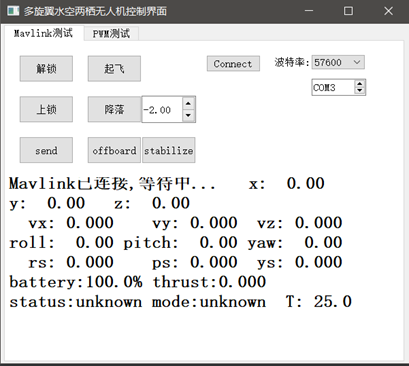 多旋翼水空两栖无人机控制界面
Mavlink测试 PWM测试
解锁 起飞 Connect 波特率: 57600
COM3
上锁 降落 -2.00
send offboard stabilize
Mavlink已连接,等待中... x: 0.00
y: 0.00 z: 0.00
vx: 0.000 vy: 0.000 vz: 0.000
roll: 0.00 pitch: 0.00 yaw: 0.00
rs: 0.000 ps: 0.000 ys: 0.000
battery:100.0% thrust:0.000
status:unknown mode:unknown T: 25.0